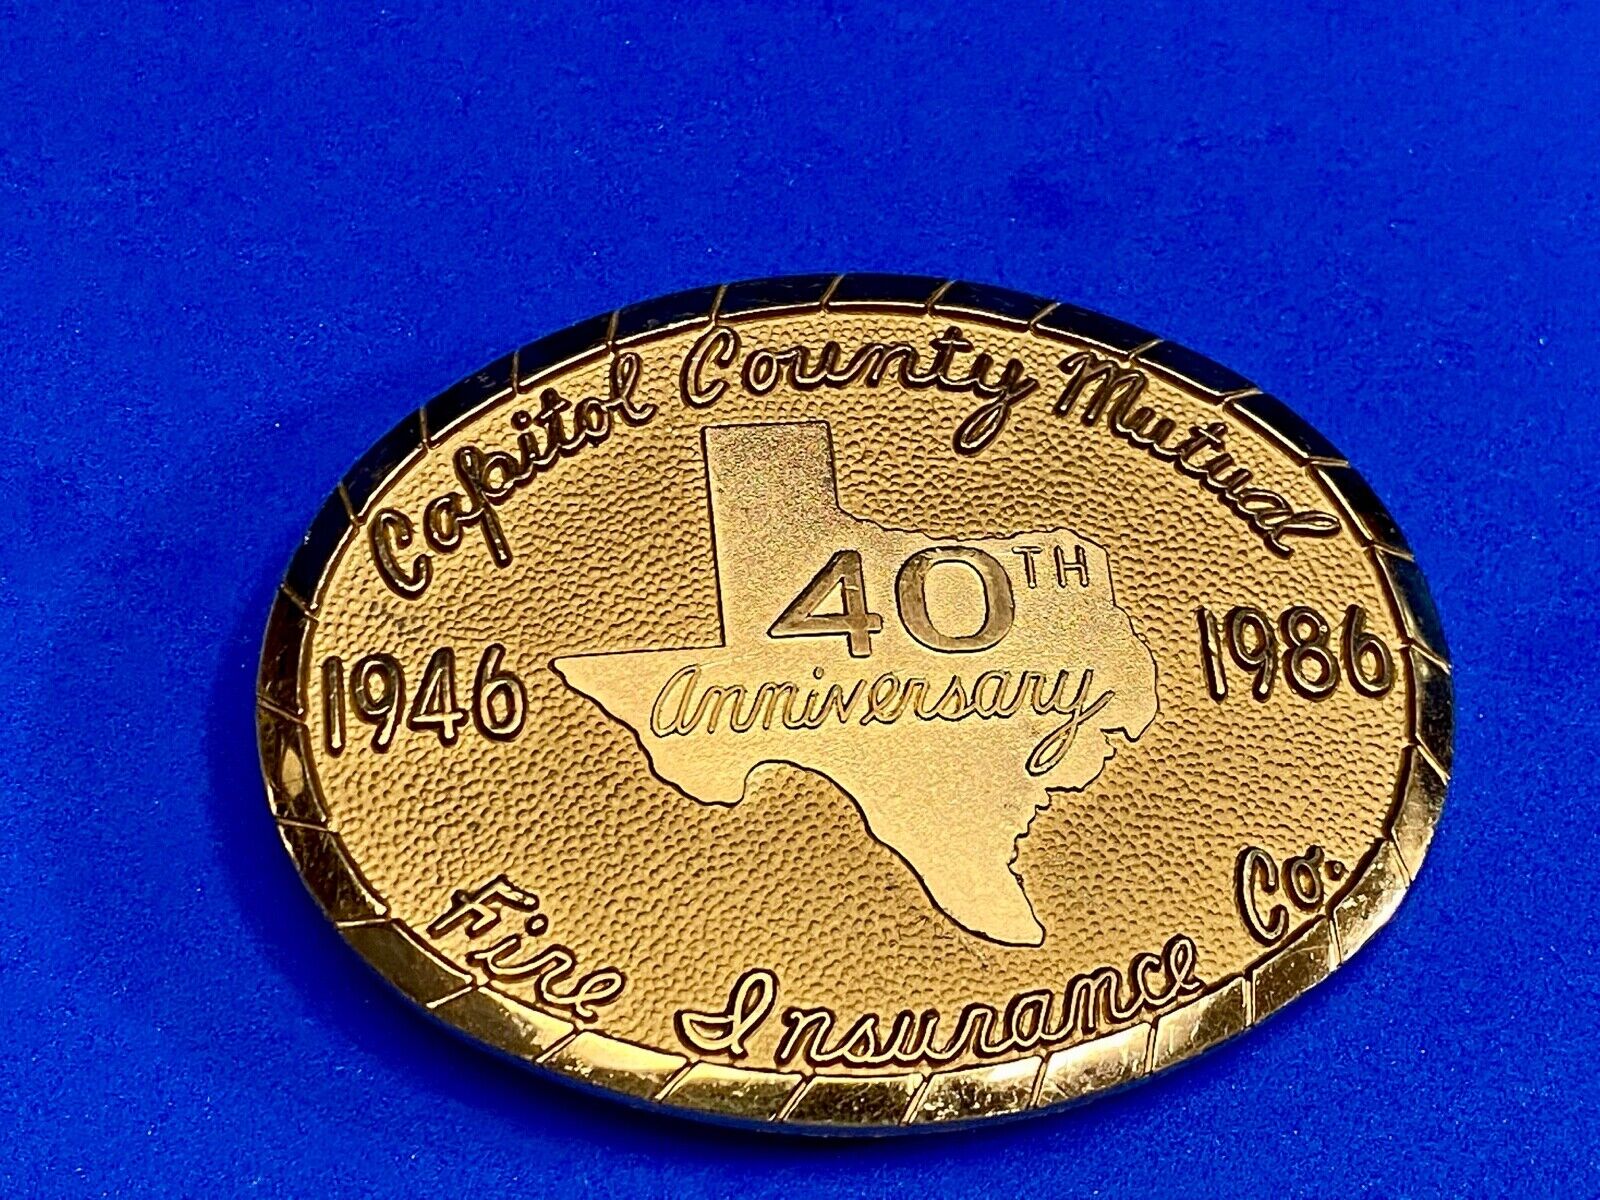 Capitol County Mutual
40TH
Anniversary
1946
1986
Fire Insurance Co.